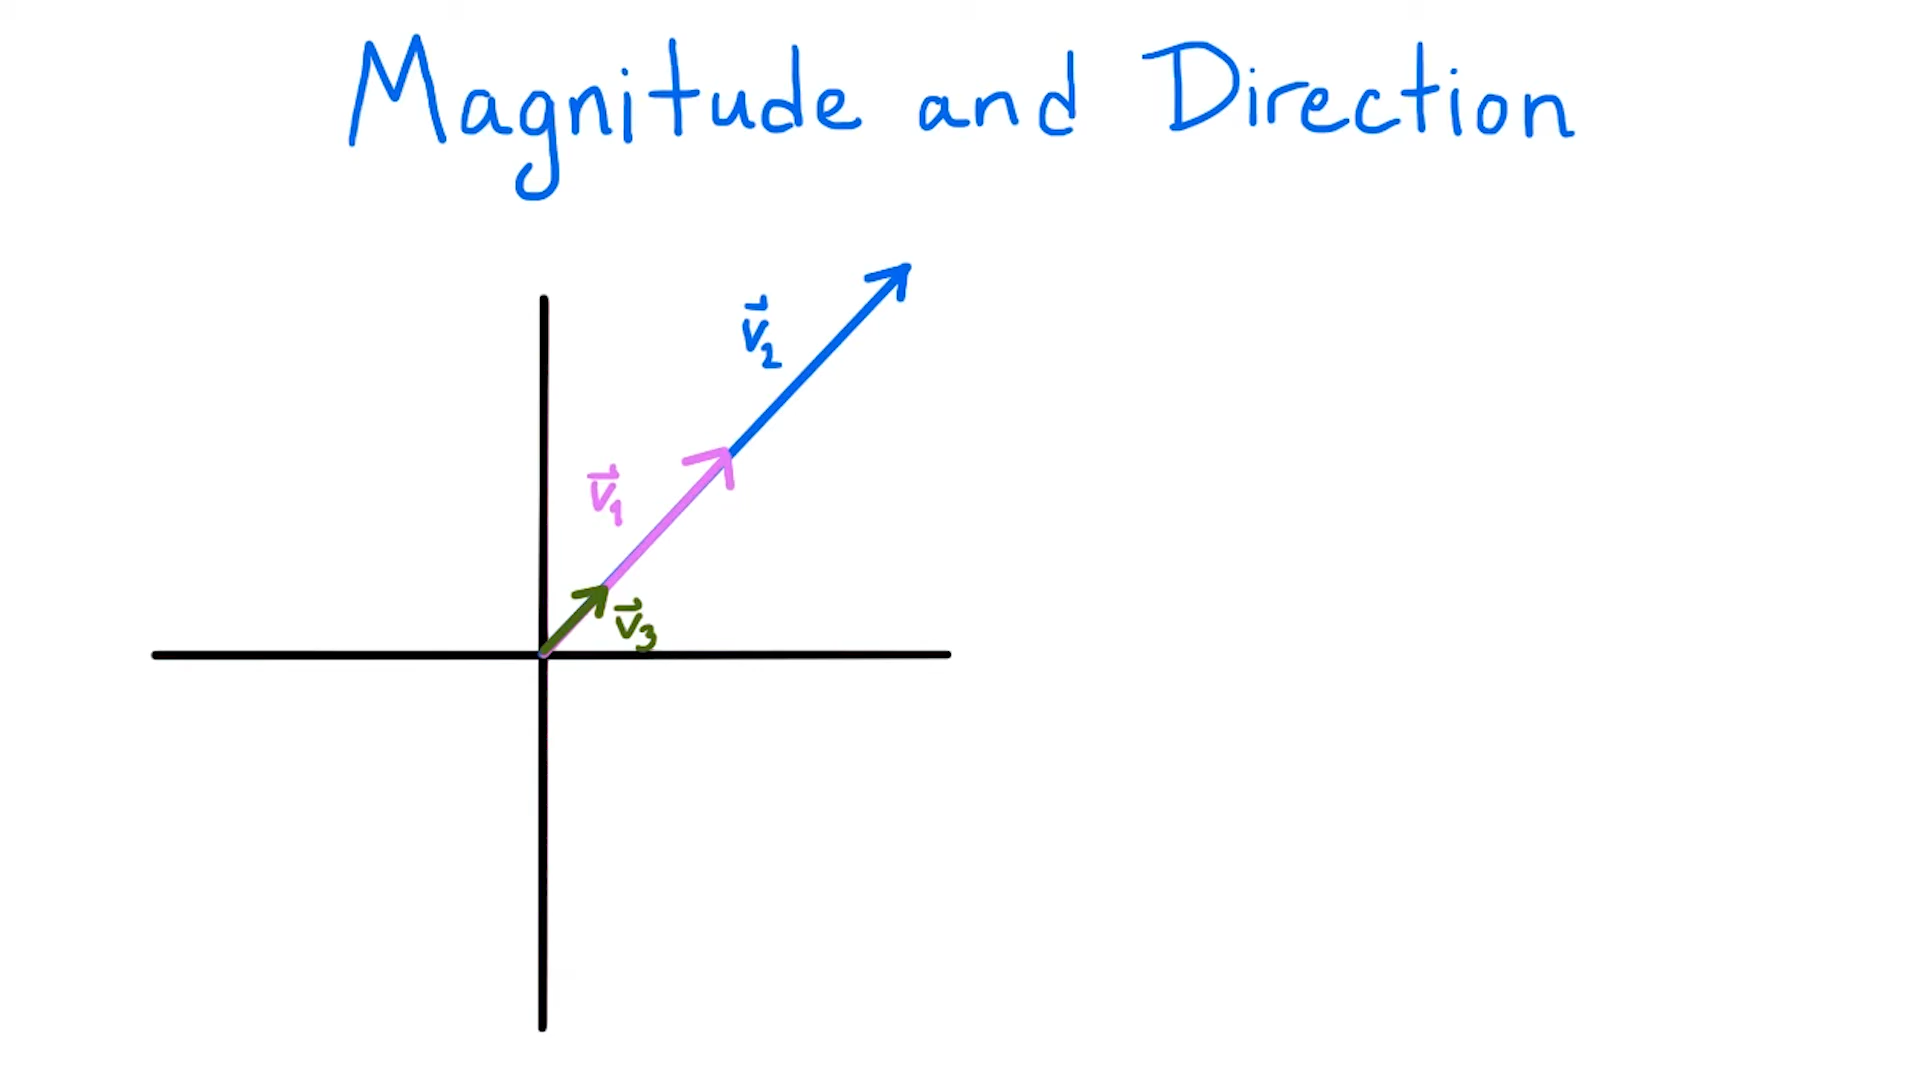 Magnitude and Direction
v⃗₂
v⃗₁
v⃗₃